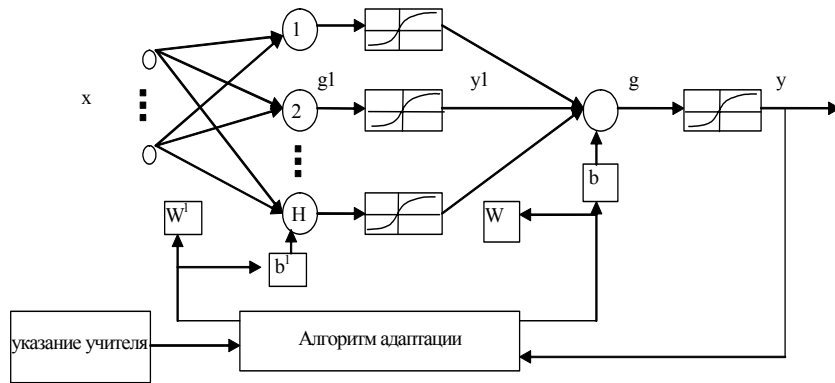 1
x
g1
2
y1
g
y
H
b
W¹
W
b¹
указание учителя
Алгоритм адаптации